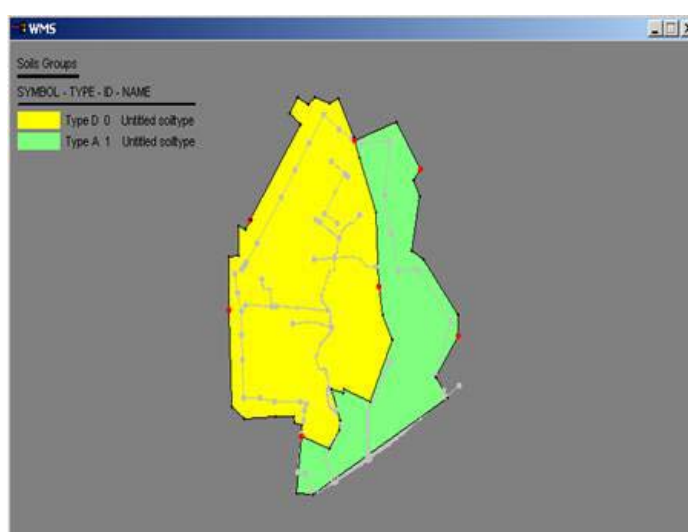 WMS
Soils Groups
SYMBOL - TYPE - ID - NAME
Type D 0 Untitled soiltype
Type A 1 Untitled soiltype